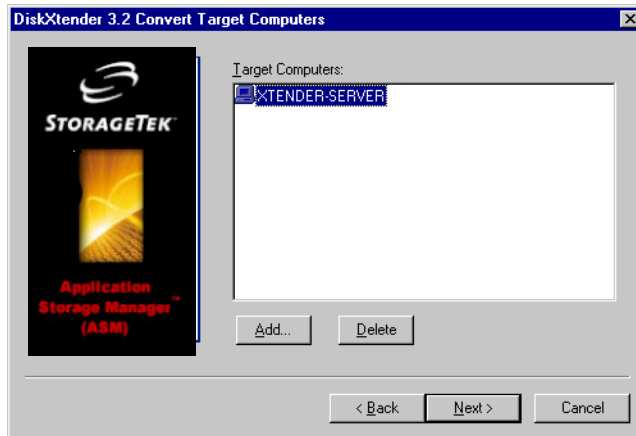 DiskXtender 3.2 Convert Target Computers
Target Computers:
XTENDER-SERVER
STORAGETEK
Application
Storage Manager™
(ASM)
Add...
Delete
< Back
Next >
Cancel